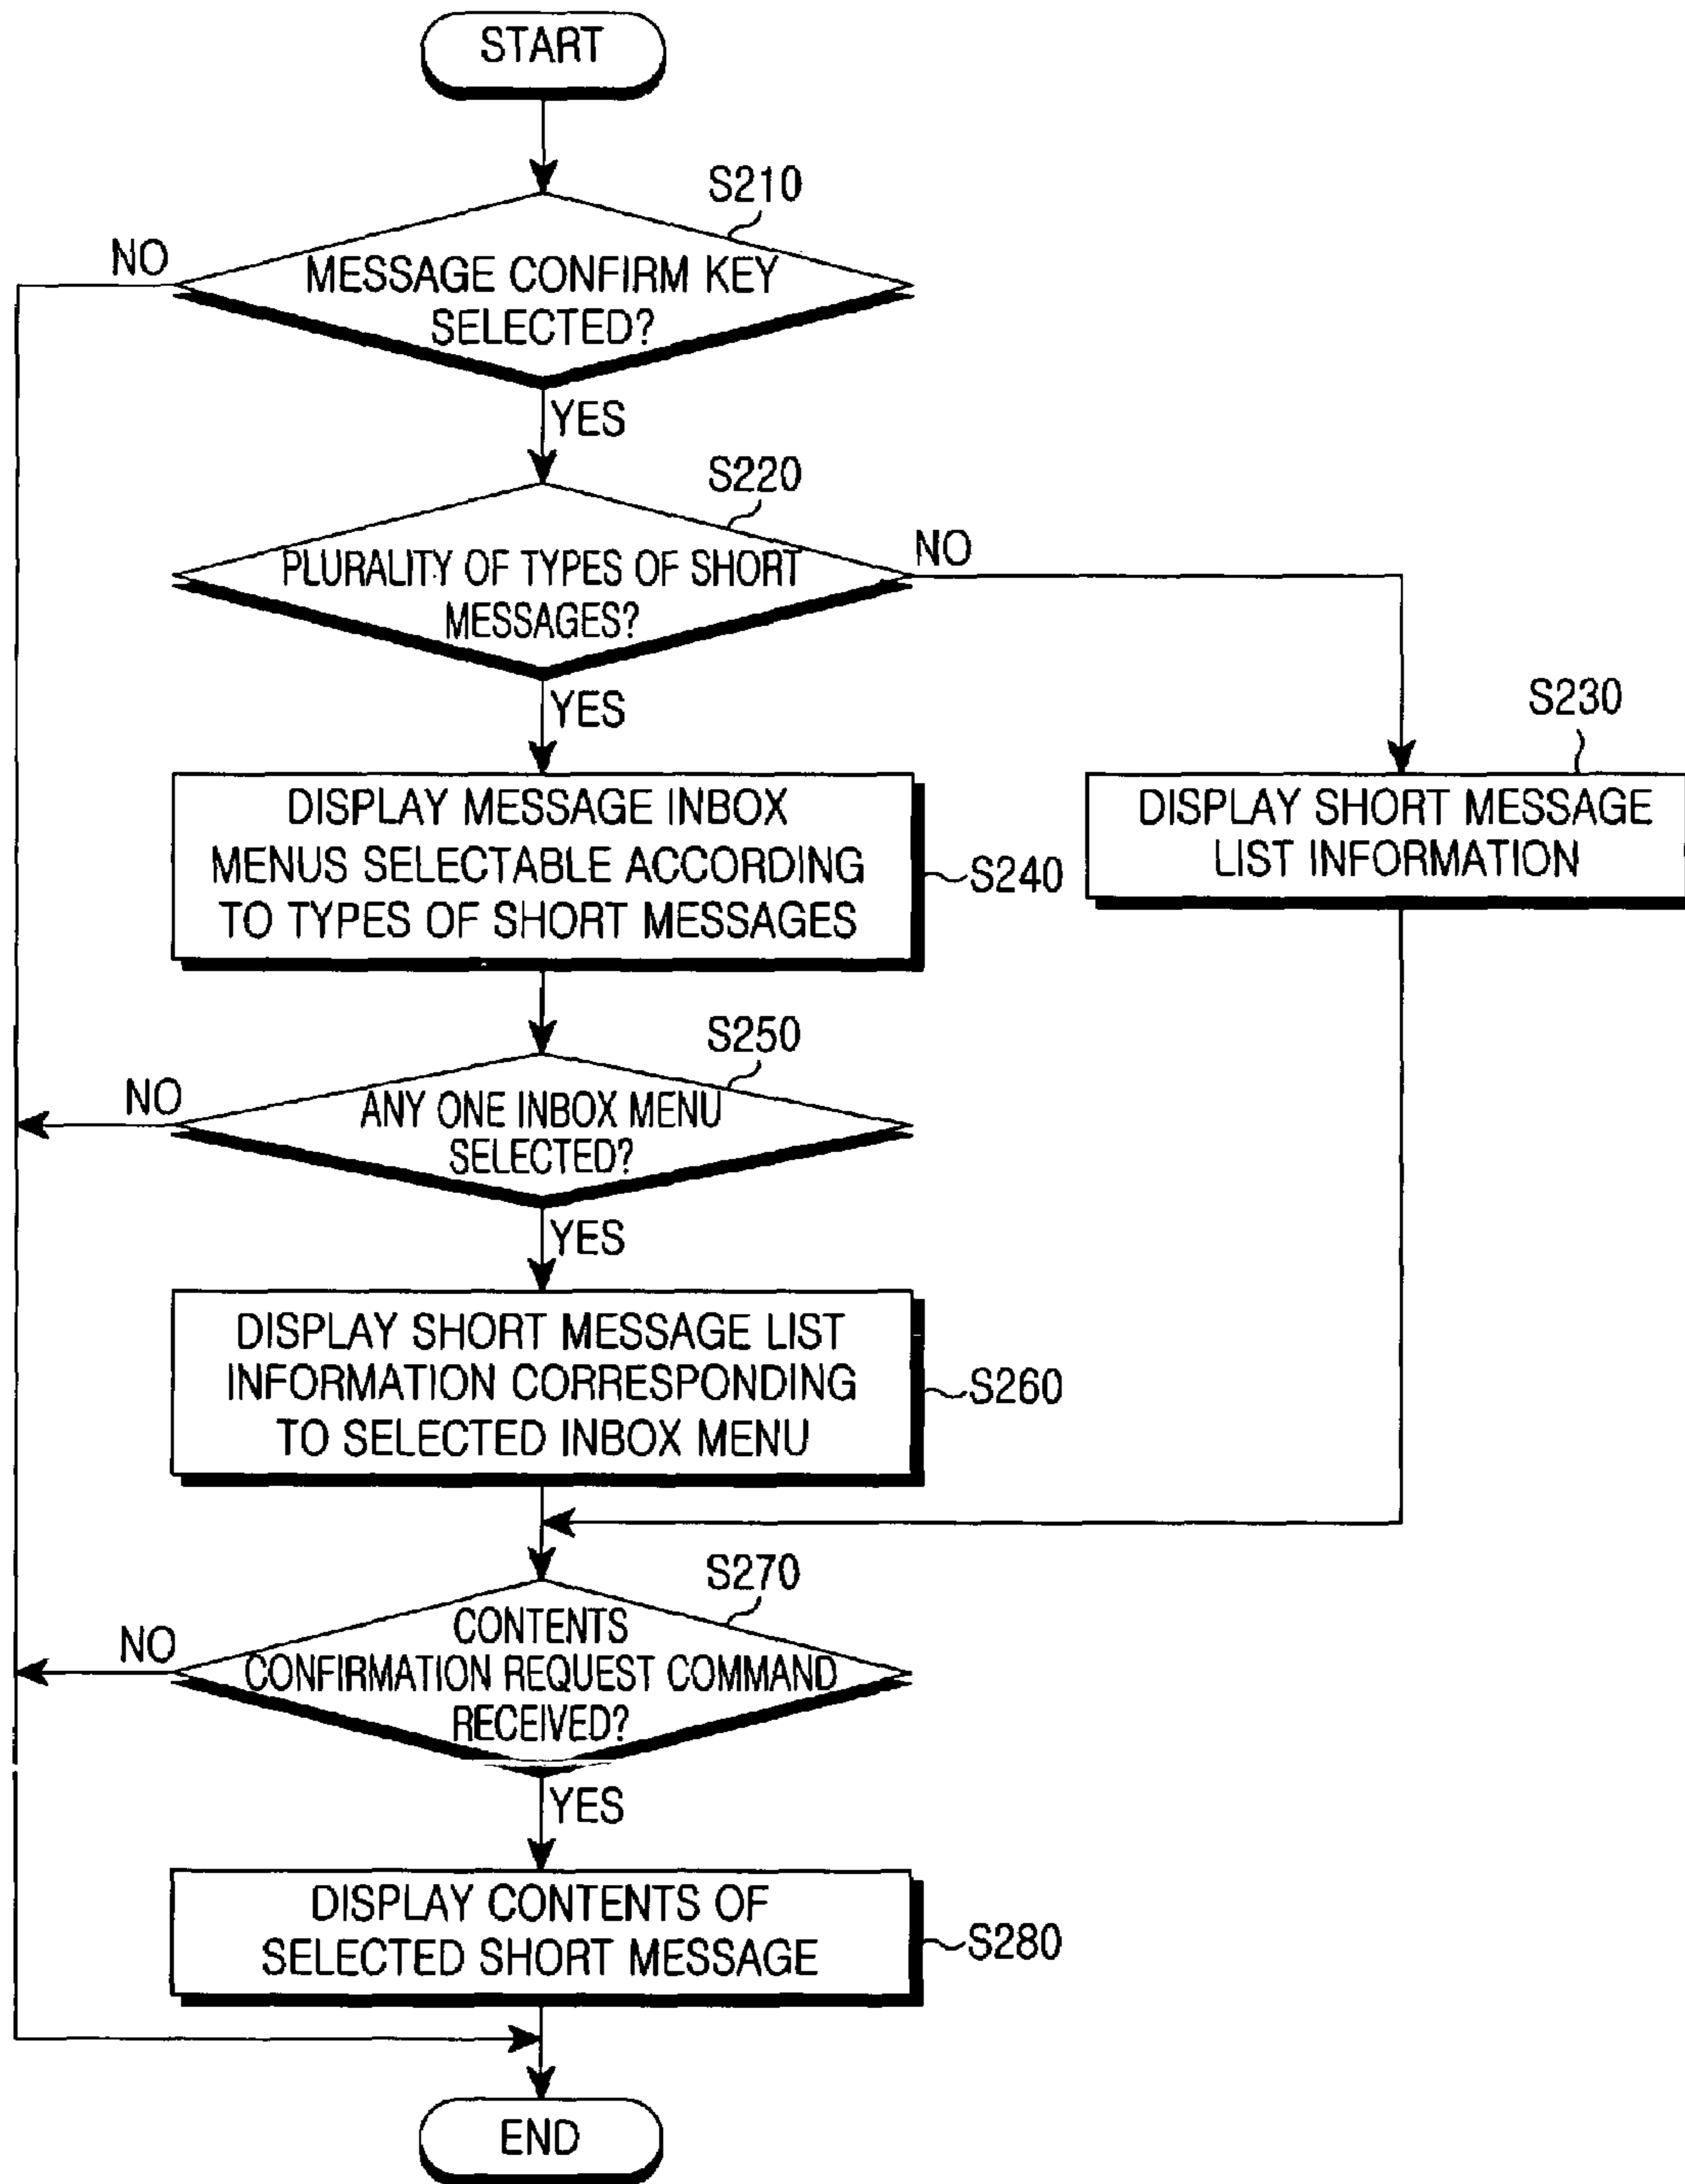 START
S210
NO
MESSAGE CONFIRM KEY
SELECTED?
YES
S220
NO
PLURALITY OF TYPES OF SHORT
MESSAGES?
YES
S230
DISPLAY MESSAGE INBOX
MENUS SELECTABLE ACCORDING
TO TYPES OF SHORT MESSAGES
S240
DISPLAY SHORT MESSAGE
LIST INFORMATION
S250
NO
ANY ONE INBOX MENU
SELECTED?
YES
DISPLAY SHORT MESSAGE LIST
INFORMATION CORRESPONDING
TO SELECTED INBOX MENU
S260
S270
NO
CONTENTS
CONFIRMATION REQUEST COMMAND
RECEIVED?
YES
DISPLAY CONTENTS OF
SELECTED SHORT MESSAGE
S280
END